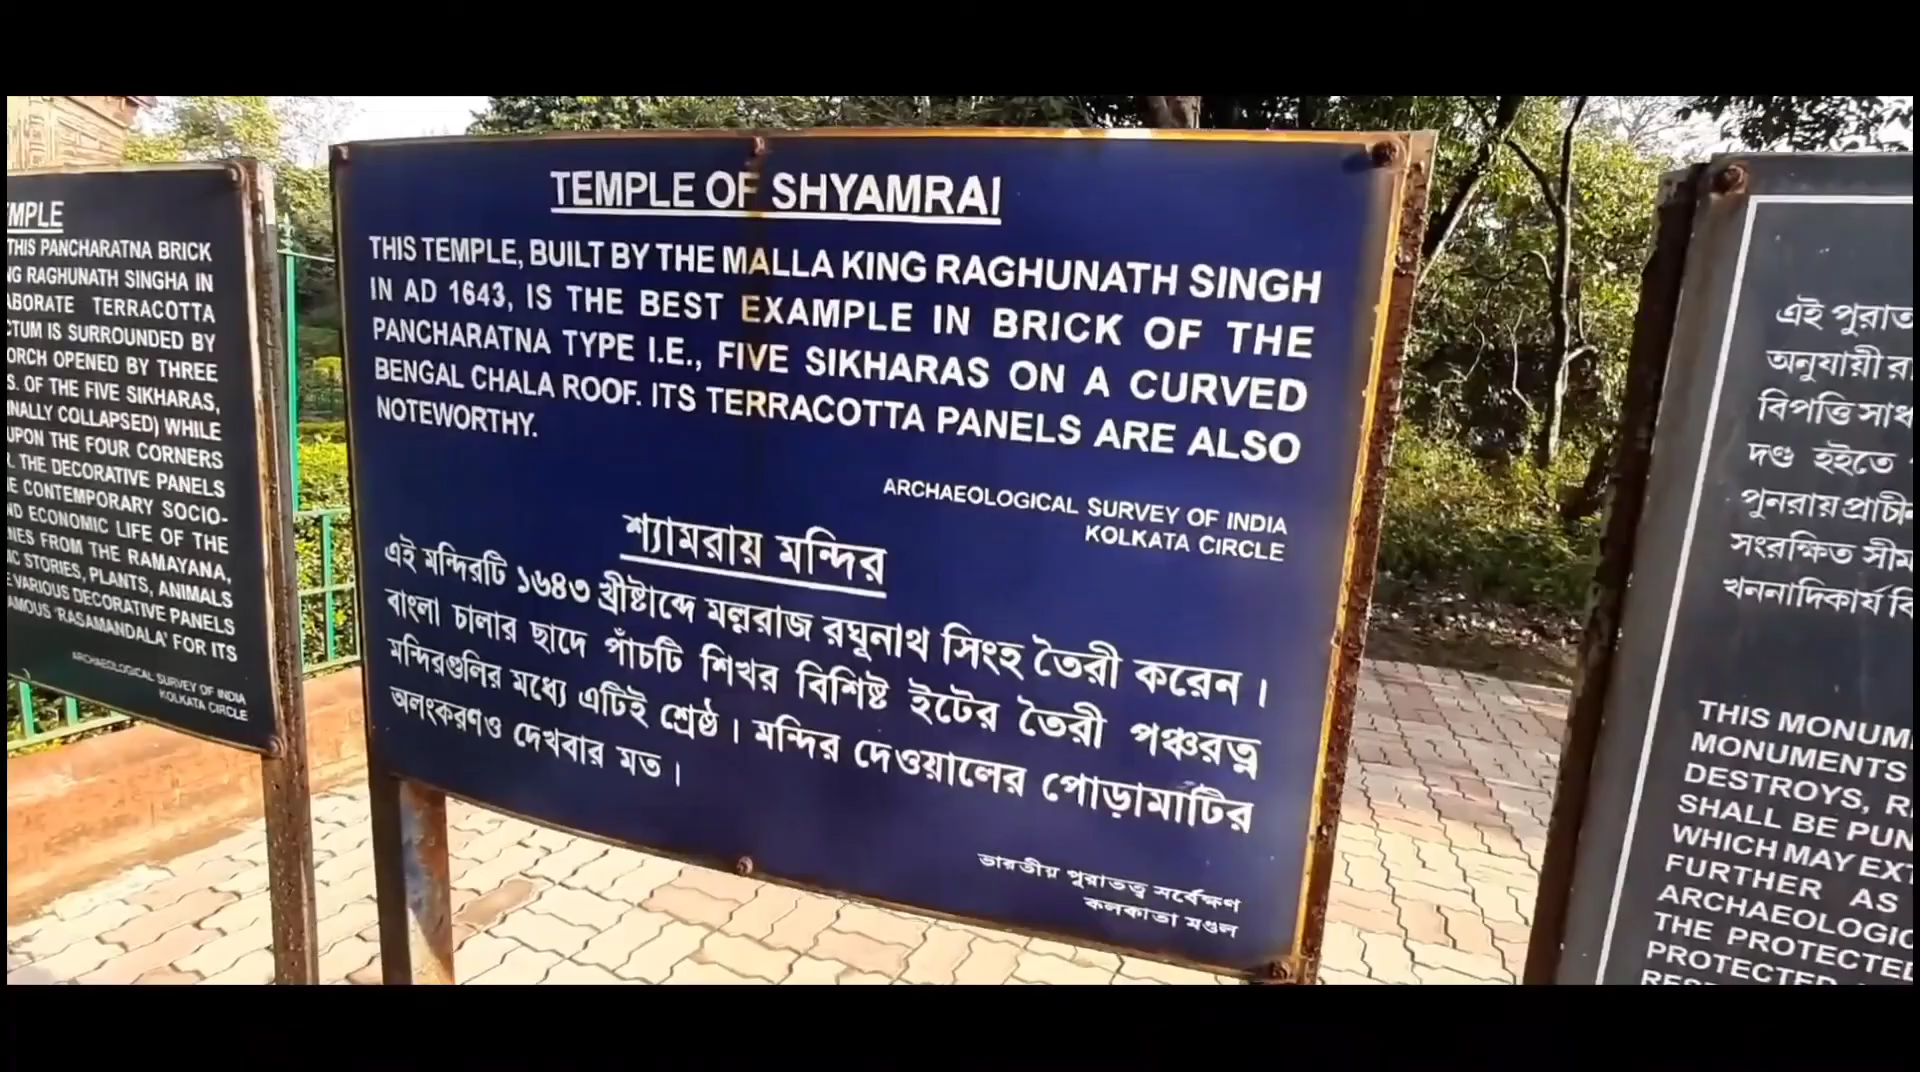 MPLE
THIS PANCHARATNA BRICK
NG RAGHUNATH SINGHA IN
ABORATE TERRACOTTA
CTUM IS SURROUNDED BY
ORCH OPENED BY THREE
S. OF THE FIVE SIKHARAS,
INALLY COLLAPSED) WHILE
UPON THE FOUR CORNERS
. THE DECORATIVE PANELS
E CONTEMPORARY SOCIO-
ND ECONOMIC LIFE OF THE
NES FROM THE RAMAYANA,
IC STORIES, PLANTS, ANIMALS
E VARIOUS DECORATIVE PANELS
AMOUS 'RASAMANDALA' FOR ITS
ARCHAEOLOGICAL SURVEY OF INDIA
KOLKATA CIRCLE
TEMPLE OF SHYAMRAI
THIS TEMPLE, BUILT BY THE MALLA KING RAGHUNATH SINGH
IN AD 1643, IS THE BEST EXAMPLE IN BRICK OF THE
PANCHARATNA TYPE I.E., FIVE SIKHARAS ON A CURVED
BENGAL CHALA ROOF. ITS TERRACOTTA PANELS ARE ALSO
NOTEWORTHY.
ARCHAEOLOGICAL SURVEY OF INDIA
KOLKATA CIRCLE
শ্যামরায় মন্দির
এই মন্দিরটি ১৬৪৩ খ্রীষ্টাব্দে মল্লরাজ রঘুনাথ সিংহ তৈরী করেন ।
বাংলা চালার ছাদে পাঁচটি শিখর বিশিষ্ট ইটের তৈরী পঞ্চরত্ন
মন্দিরগুলির মধ্যে এটিই শ্রেষ্ঠ । মন্দির দেওয়ালের পোড়ামাটির
অলংকরণও দেখবার মত ।
ভারতীয় পুরাতত্ত্ব সর্বেক্ষণ
কলকাতা মণ্ডল
এই পুরাত
অনুযায়ী রা
বিপত্তি সাধ
দণ্ড হইতে
পুনরায় প্রাচীন
সংরক্ষিত সীম
খননাদিকার্য বি
THIS MONUM
MONUMENTS
DESTROYS, R
SHALL BE PUN
WHICH MAY EXT
FURTHER AS
ARCHAEOLOGIC
THE PROTECTED
PROTECTED